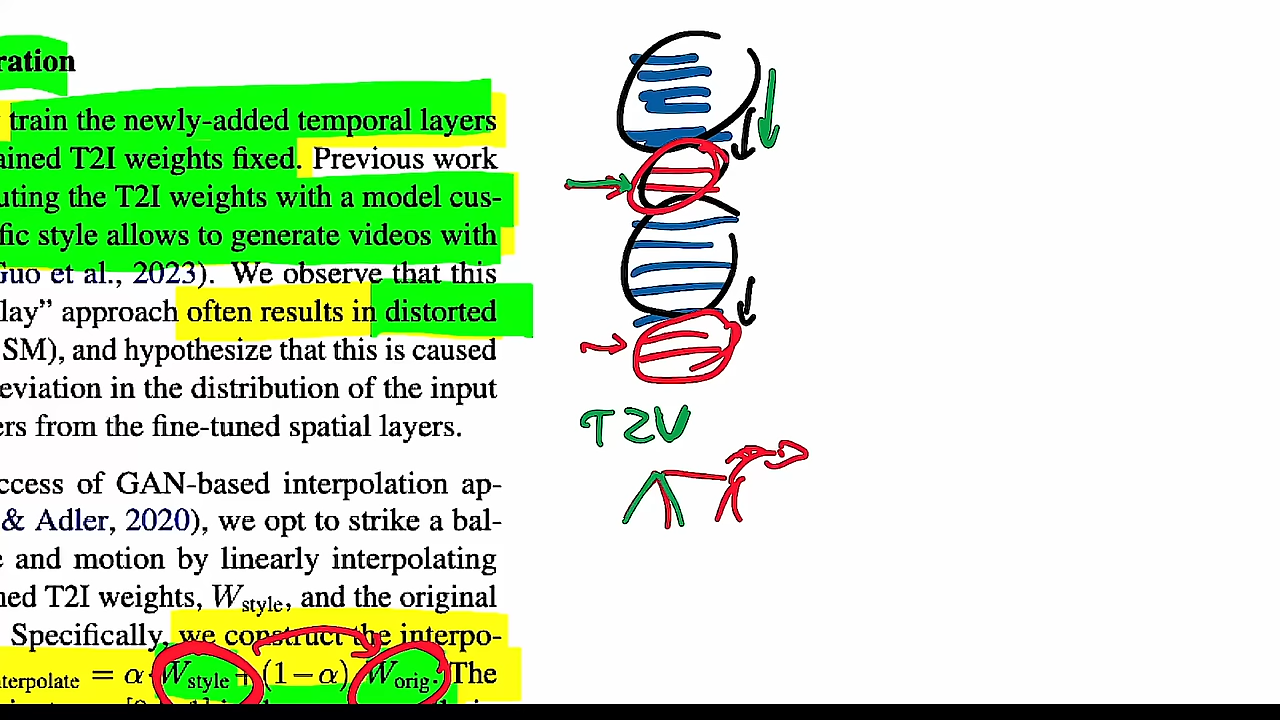 ration
train the newly-added temporal layers
ained T2I weights fixed. Previous work
uting the T2I weights with a model cus-
fic style allows to generate videos with
Guo et al., 2023). We observe that this
lay” approach often results in distorted
SM), and hypothesize that this is caused
eviation in the distribution of the input
ers from the fine-tuned spatial layers.
T2V
ccess of GAN-based interpolation ap-
& Adler, 2020), we opt to strike a bal-
e and motion by linearly interpolating
ned T2I weights, Wstyle, and the original
Specifically, we construct the interpo-
nterpolate = α · Wstyle + (1−α) Worig. The